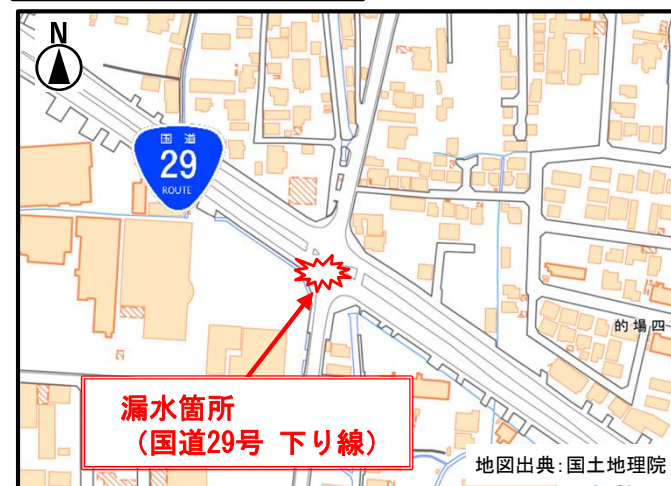 N
国道
29
ROUTE
的場四
漏水箇所
（国道29号 下り線）
地図出典：国土地理院